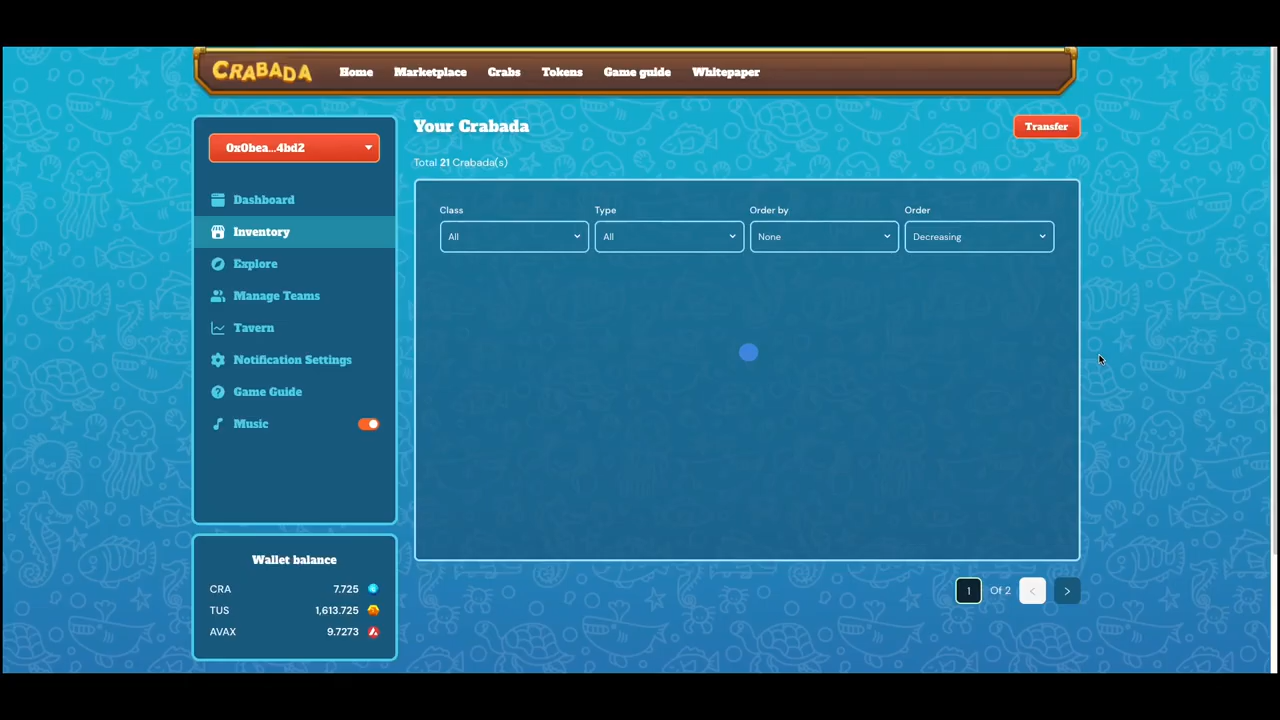 CRABADA
Home Marketplace Crabs Tokens Game guide Whitepaper
0x0bea...4bd2
Dashboard
Inventory
Explore
Manage Teams
Tavern
Notification Settings
Game Guide
Music
Wallet balance
CRA 7.725
TUS 1,613.725
AVAX 9.7273
Your Crabada
Transfer
Total 21 Crabada(s)
Class Type Order by Order
All All None Decreasing
1 Of 2 < >